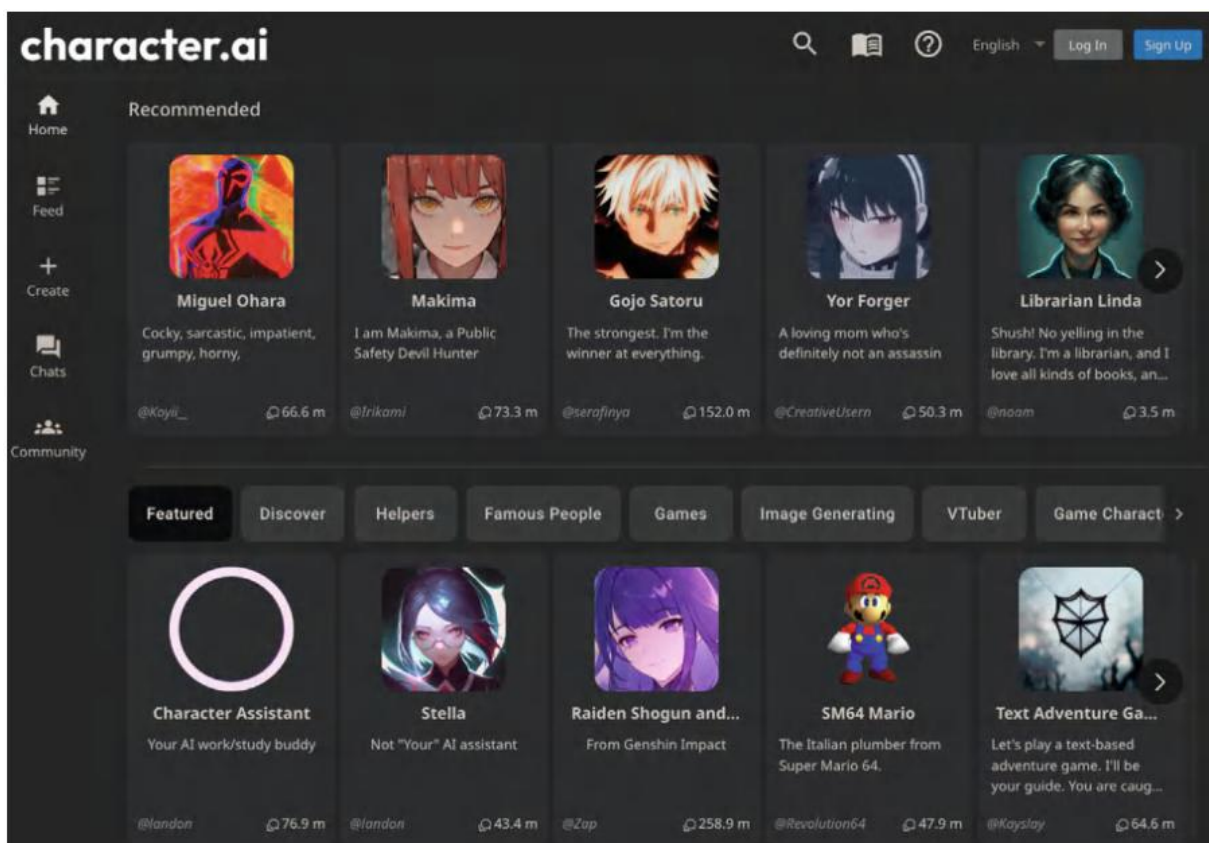 character.ai
English
Log In
Sign Up
Home
Feed
Create
Chats
Community
Recommended
Miguel Ohara
Cocky, sarcastic, impatient,
grumpy, horny,
@Koyii_
66.6 m
Makima
I am Makima, a Public
Safety Devil Hunter
@Irikami
73.3 m
Gojo Satoru
The strongest. I'm the
winner at everything.
@serafinya
152.0 m
Yor Forger
A loving mom who's
definitely not an assassin
@CreativeUsern
50.3 m
Librarian Linda
Shush! No yelling in the
library. I'm a librarian, and I
love all kinds of books, an...
@noam
3.5 m
Featured
Discover
Helpers
Famous People
Games
Image Generating
VTuber
Game Charact
Character Assistant
Your AI work/study buddy
@landon
76.9 m
Stella
Not "Your" AI assistant
@landon
43.4 m
Raiden Shogun and...
From Genshin Impact
@Zap
258.9 m
SM64 Mario
The Italian plumber from
Super Mario 64.
@Revolution64
47.9 m
Text Adventure Ga...
Let's play a text-based
adventure game. I'll be
your guide. You are caug...
@Kayslay
64.6 m